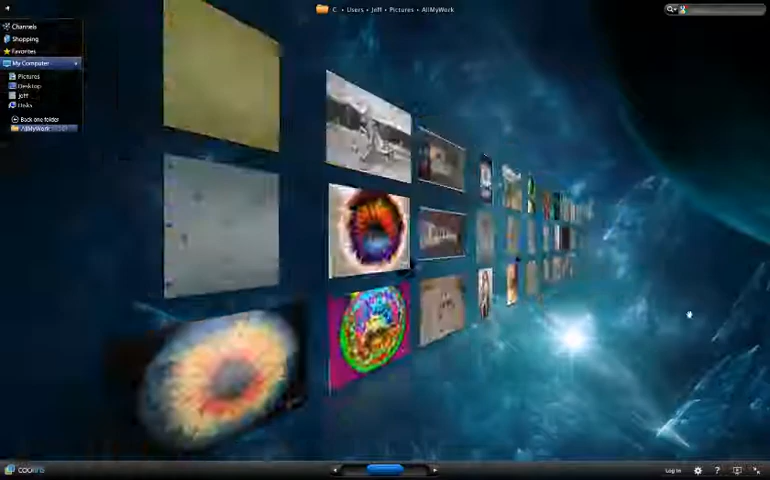 C: • Users • Jeff • Pictures • AllMyWork
Channels
Shopping
Favorites
My Computer
Pictures
Desktop
Jeff
Disks
Back one folder
AllMyWork
cooliris
Log in
?